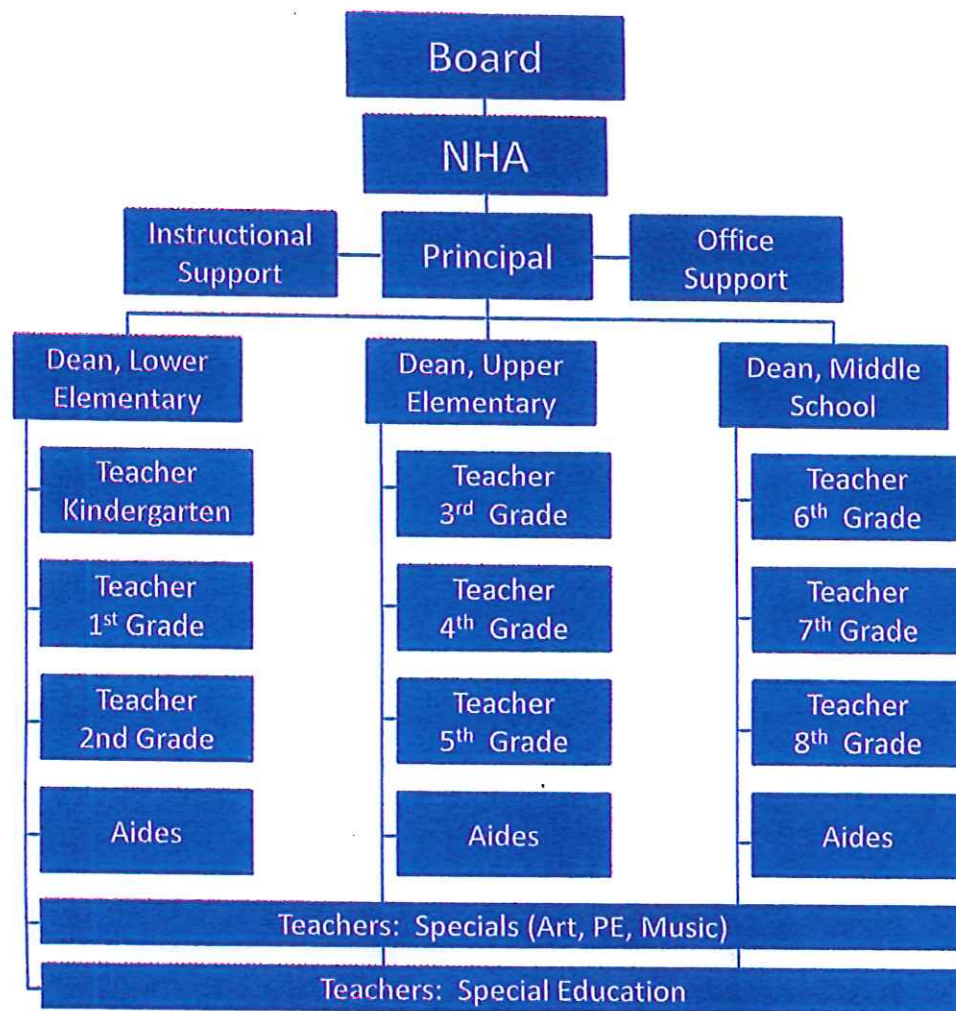 Board
NHA
Instructional
Support
Principal
Office
Support
Dean, Lower
Elementary
Dean, Upper
Elementary
Dean, Middle
School
Teacher
Kindergarten
Teacher
3rd Grade
Teacher
6th Grade
Teacher
1st Grade
Teacher
4th Grade
Teacher
7th Grade
Teacher
2nd Grade
Teacher
5th Grade
Teacher
8th Grade
Aides
Aides
Aides
Teachers: Specials (Art, PE, Music)
Teachers: Special Education